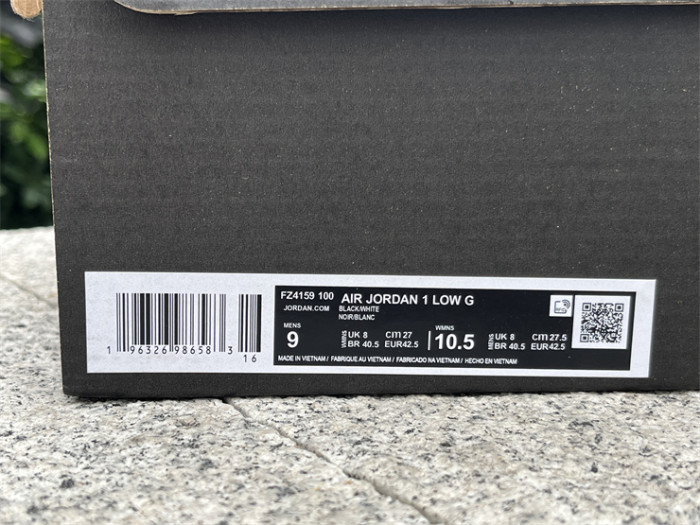 FZ4159 100 AIR JORDAN 1 LOW G
JORDAN.COM BLACK/WHITE
NOIR/BLANC
MENS
9
WMNS UK 8 cm 27
BR 40.5 EUR42.5
WMNS
10.5
MENS UK 8 cm 27.5
BR 40.5 EUR42.5
MADE IN VIETNAM / FABRIQUE AU VIETNAM / FABRICADO NA VIETNAM / HECHO EN VIETNAM
1 96326 98658 3
16